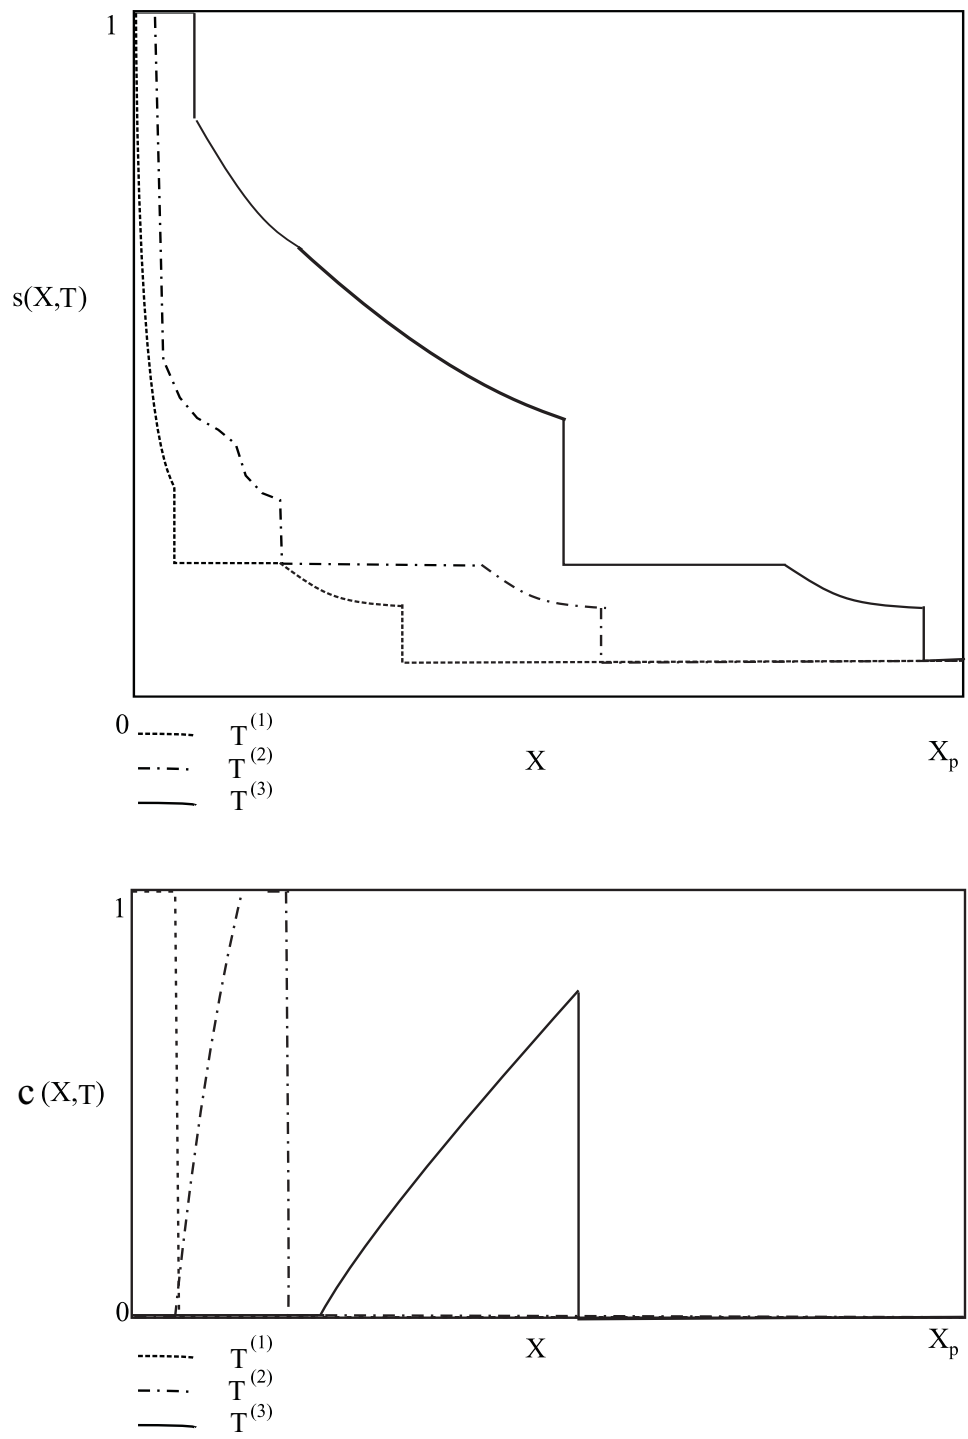 1
s(X,T)
0
T(1)
T(2)
T(3)
X
Xp
1
c (X,T)
0
X
Xp
T(1)
T(2)
T(3)